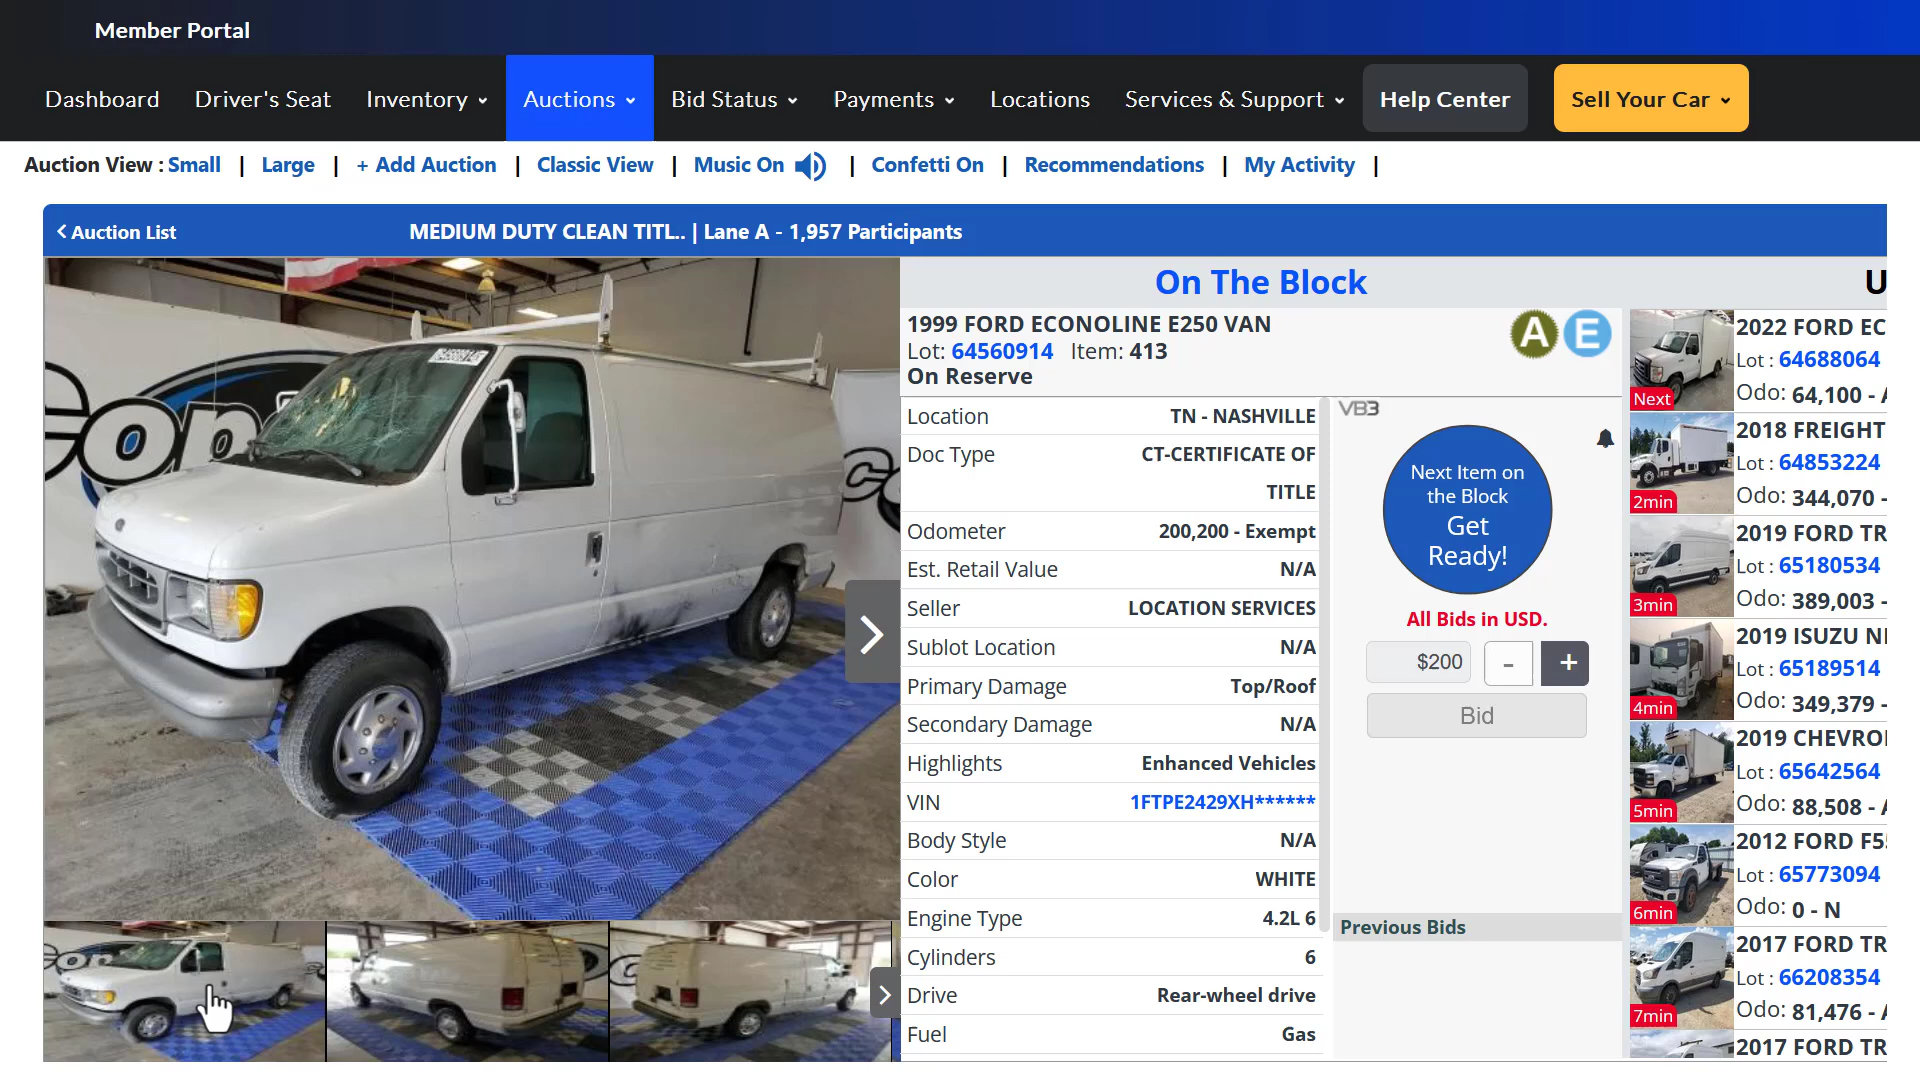 Member Portal
Dashboard Driver's Seat Inventory Auctions Bid Status Payments Locations Services & Support Help Center Sell Your Car
Auction View : Small | Large | + Add Auction | Classic View | Music On | Confetti On | Recommendations | My Activity |
Auction List
MEDIUM DUTY CLEAN TITL.. | Lane A - 1,957 Participants
On The Block
1999 FORD ECONOLINE E250 VAN
Lot: 64560914 Item: 413
On Reserve
A E
Location TN - NASHVILLE
Doc Type CT-CERTIFICATE OF
TITLE
Odometer 200,200 - Exempt
Est. Retail Value N/A
Seller LOCATION SERVICES
Sublot Location N/A
Primary Damage Top/Roof
Secondary Damage N/A
Highlights Enhanced Vehicles
VIN 1FTPE2429XH******
Body Style N/A
Color WHITE
Engine Type 4.2L 6
Cylinders 6
Drive Rear-wheel drive
Fuel Gas
VB3
Next Item on
the Block
Get
Ready!
All Bids in USD.
$200 - +
Bid
Previous Bids
U
2022 FORD EC
Lot : 64688064
Odo: 64,100 - A
Next
2018 FREIGHT
Lot : 64853224
Odo: 344,070 -
2min
2019 FORD TR
Lot : 65180534
Odo: 389,003 -
3min
2019 ISUZU N
Lot : 65189514
Odo: 349,379 -
4min
2019 CHEVRO
Lot : 65642564
Odo: 88,508 - A
5min
2012 FORD F5
Lot : 65773094
Odo: 0 - N
6min
2017 FORD TR
Lot : 66208354
Odo: 81,476 - A
7min
2017 FORD TR